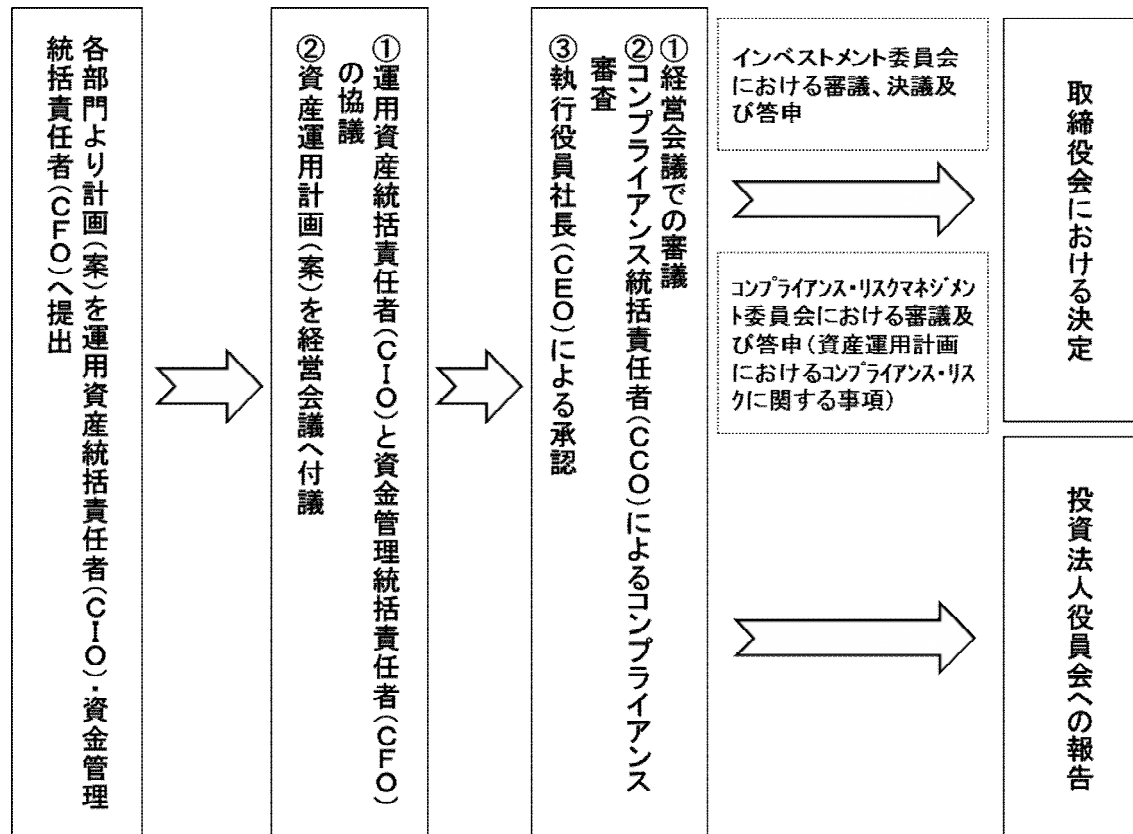 各部門より計画(案)を運用資産統括責任者(CIO)・資金管理
統括責任者(CFO)へ提出
①運用資産統括責任者(CIO)と資金管理統括責任者(CFO)
の協議
②資産運用計画(案)を経営会議へ付議
①経営会議での審議
②コンプライアンス統括責任者(CCO)によるコンプライアンス
審査
③執行役員社長(CEO)による承認
インベストメント委員会
における審議、決議及
び答申
コンプライアンス・リスクマネジメン
ト委員会における審議及
び答申(資産運用計画
におけるコンプライアンス・リス
クに関する事項)
取締役会における決定
投資法人役員会への報告